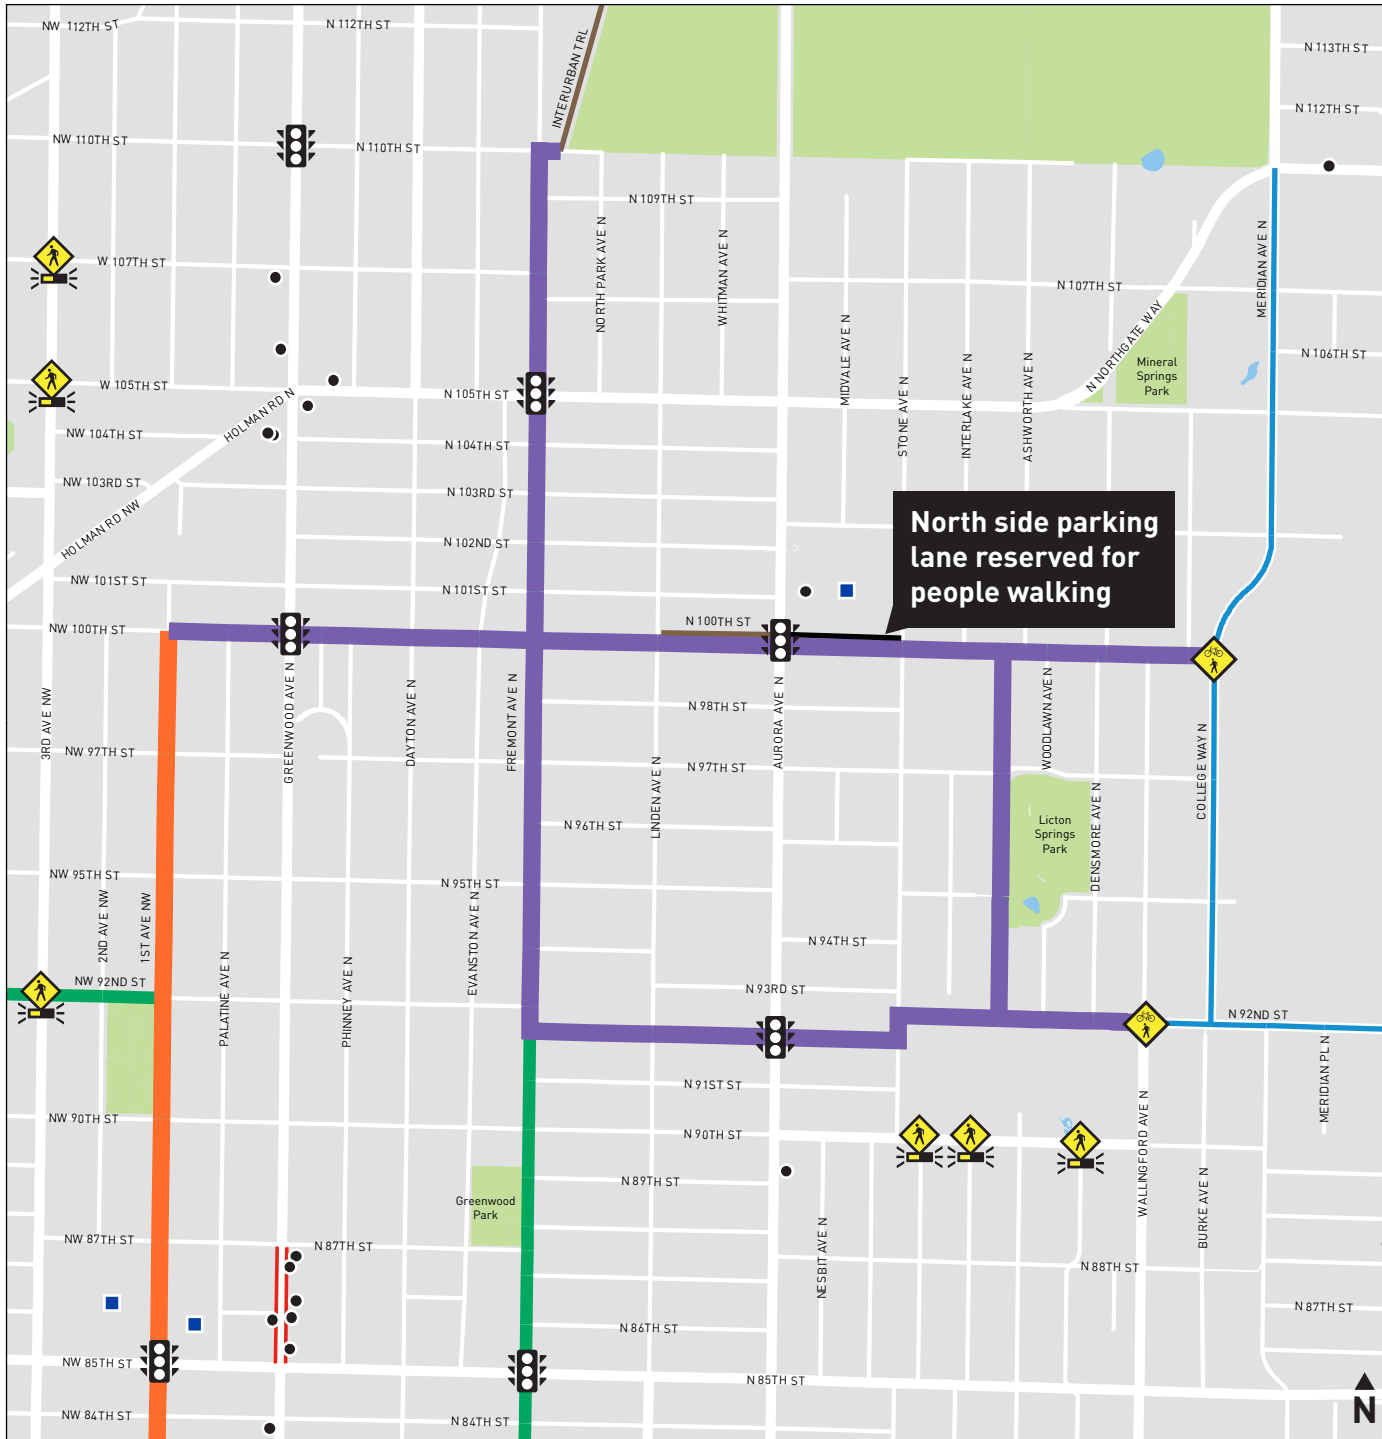 NW 112TH ST
N 112TH ST
INTERURBAN TRL
N 113TH ST
N 112TH ST
NW 110TH ST
N 110TH ST
N 109TH ST
NORTH PARK AVE N
WHITMAN AVE N
MERIDIAN AVE N
W 107TH ST
N 107TH ST
N NORTHGATE WAY
MIDVALE AVE N
STONE AVE N
INTERLAKE AVE N
ASHWORTH AVE N
Mineral
Springs
Park
N 106TH ST
W 105TH ST
N 105TH ST
HOLMAN RD N
NW 104TH ST
N 104TH ST
NW 103RD ST
N 103RD ST
HOLMAN RD NW
N 102ND ST
North side parking
lane reserved for
people walking
NW 101ST ST
N 101ST ST
NW 100TH ST
N 100TH ST
3RD AVE NW
GREENWOOD AVE N
DAYTON AVE N
FREMONT AVE N
AURORA AVE N
WOODLAWN AVE N
COLLEGE WAY N
N 98TH ST
NW 97TH ST
N 97TH ST
LINDEN AVE N
N 96TH ST
Licton
Springs
Park
DENSMORE AVE N
NW 95TH ST
N 95TH ST
2ND AVE NW
1ST AVE NW
EVANSTON AVE N
PALATINE AVE N
PHINNEY AVE N
N 94TH ST
NW 92ND ST
N 93RD ST
N 92ND ST
MERIDIAN PL N
N 91ST ST
NW 90TH ST
N 90TH ST
WALLINGFORD AVE N
BURKE AVE N
N 89TH ST
Greenwood
Park
NESBIT AVE N
NW 87TH ST
N 87TH ST
N 88TH ST
N 87TH ST
N 86TH ST
NW 85TH ST
N 85TH ST
NW 84TH ST
N 84TH ST
N